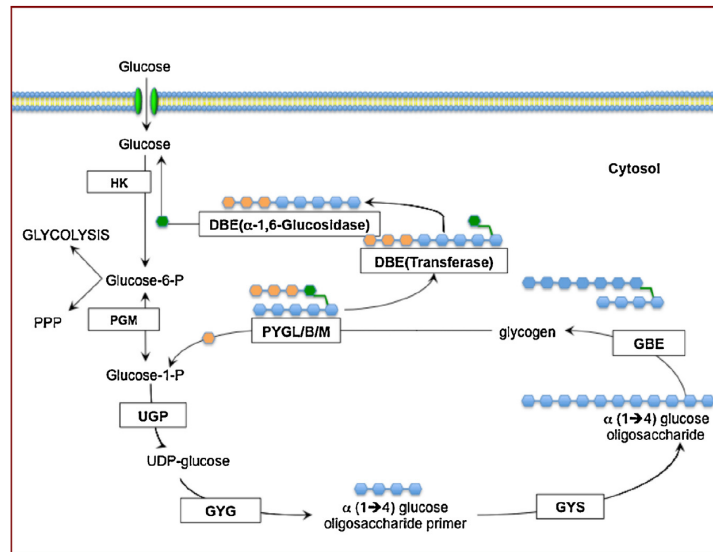 Glucose
Glucose
Cytosol
HK
DBE(α-1,6-Glucosidase)
GLYCOLYSIS
DBE(Transferase)
Glucose-6-P
PPP
PGM
PYGL/B/M
glycogen
GBE
Glucose-1-P
UGP
α (1➔4) glucose
oligosaccharide
UDP-glucose
GYG
α (1➔4) glucose
oligosaccharide primer
GYS